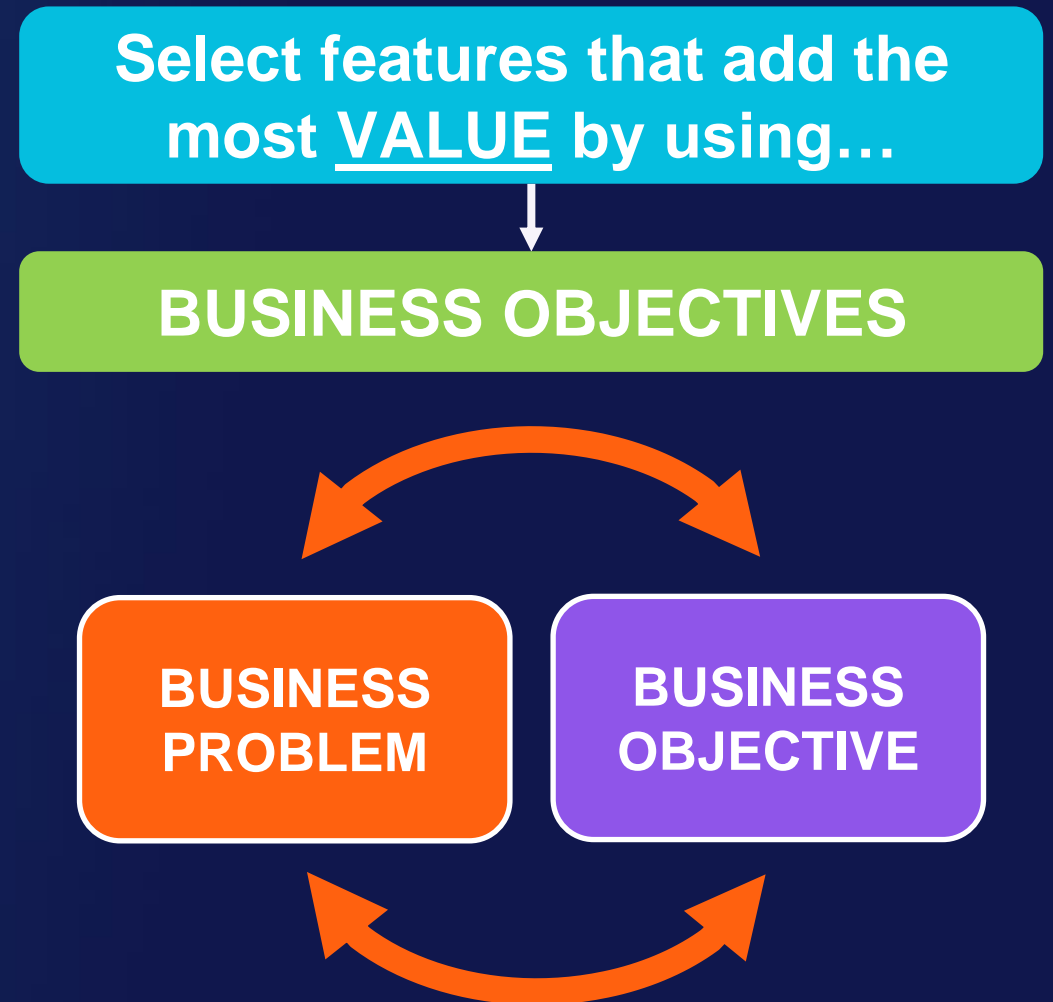 Select features that add the
most VALUE by using…
BUSINESS OBJECTIVES
BUSINESS
PROBLEM
BUSINESS
OBJECTIVE